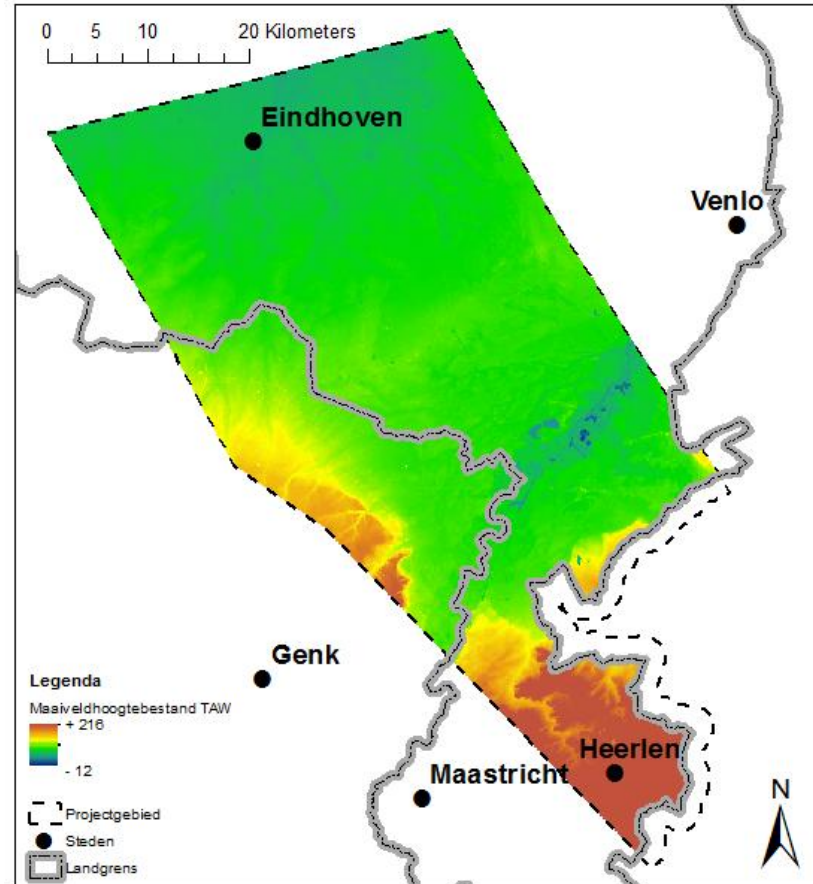 0 5 10 20 Kilometers
Eindhoven
Venlo
Genk
Maastricht
Heerlen
N
Legenda
Maaiveldhoogtebestand TAW
+ 216
- 12
Projectgebied
Steden
Landgrens